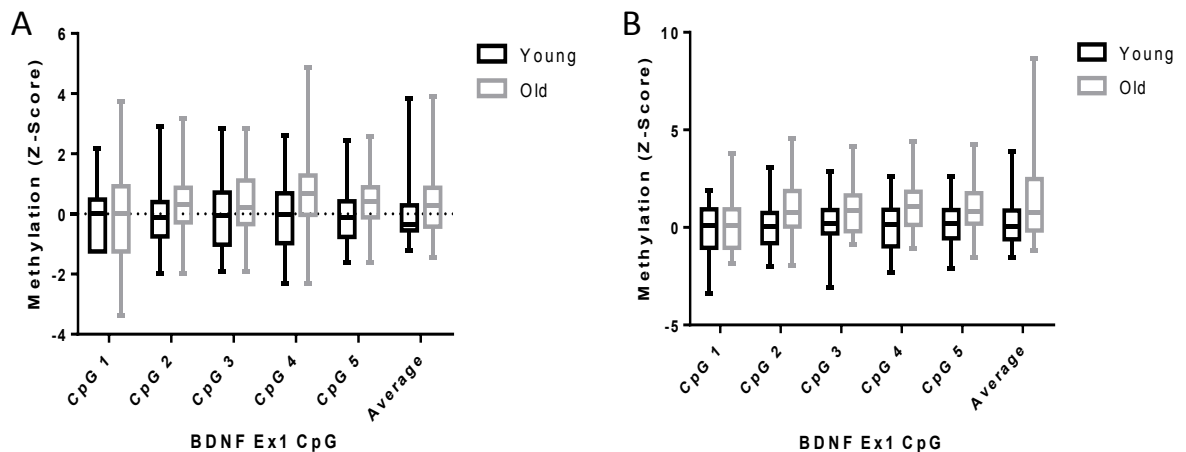 A
Methylation (Z-Score)
6
4
2
0
-2
-4
CpG 1
CpG 2
CpG 3
CpG 4
CpG 5
Average
BDNF Ex1 CpG
Young
Old
B
Methylation (Z-Score)
10
5
0
-5
CpG 1
CpG 2
CpG 3
CpG 4
CpG 5
Average
BDNF Ex1 CpG
Young
Old